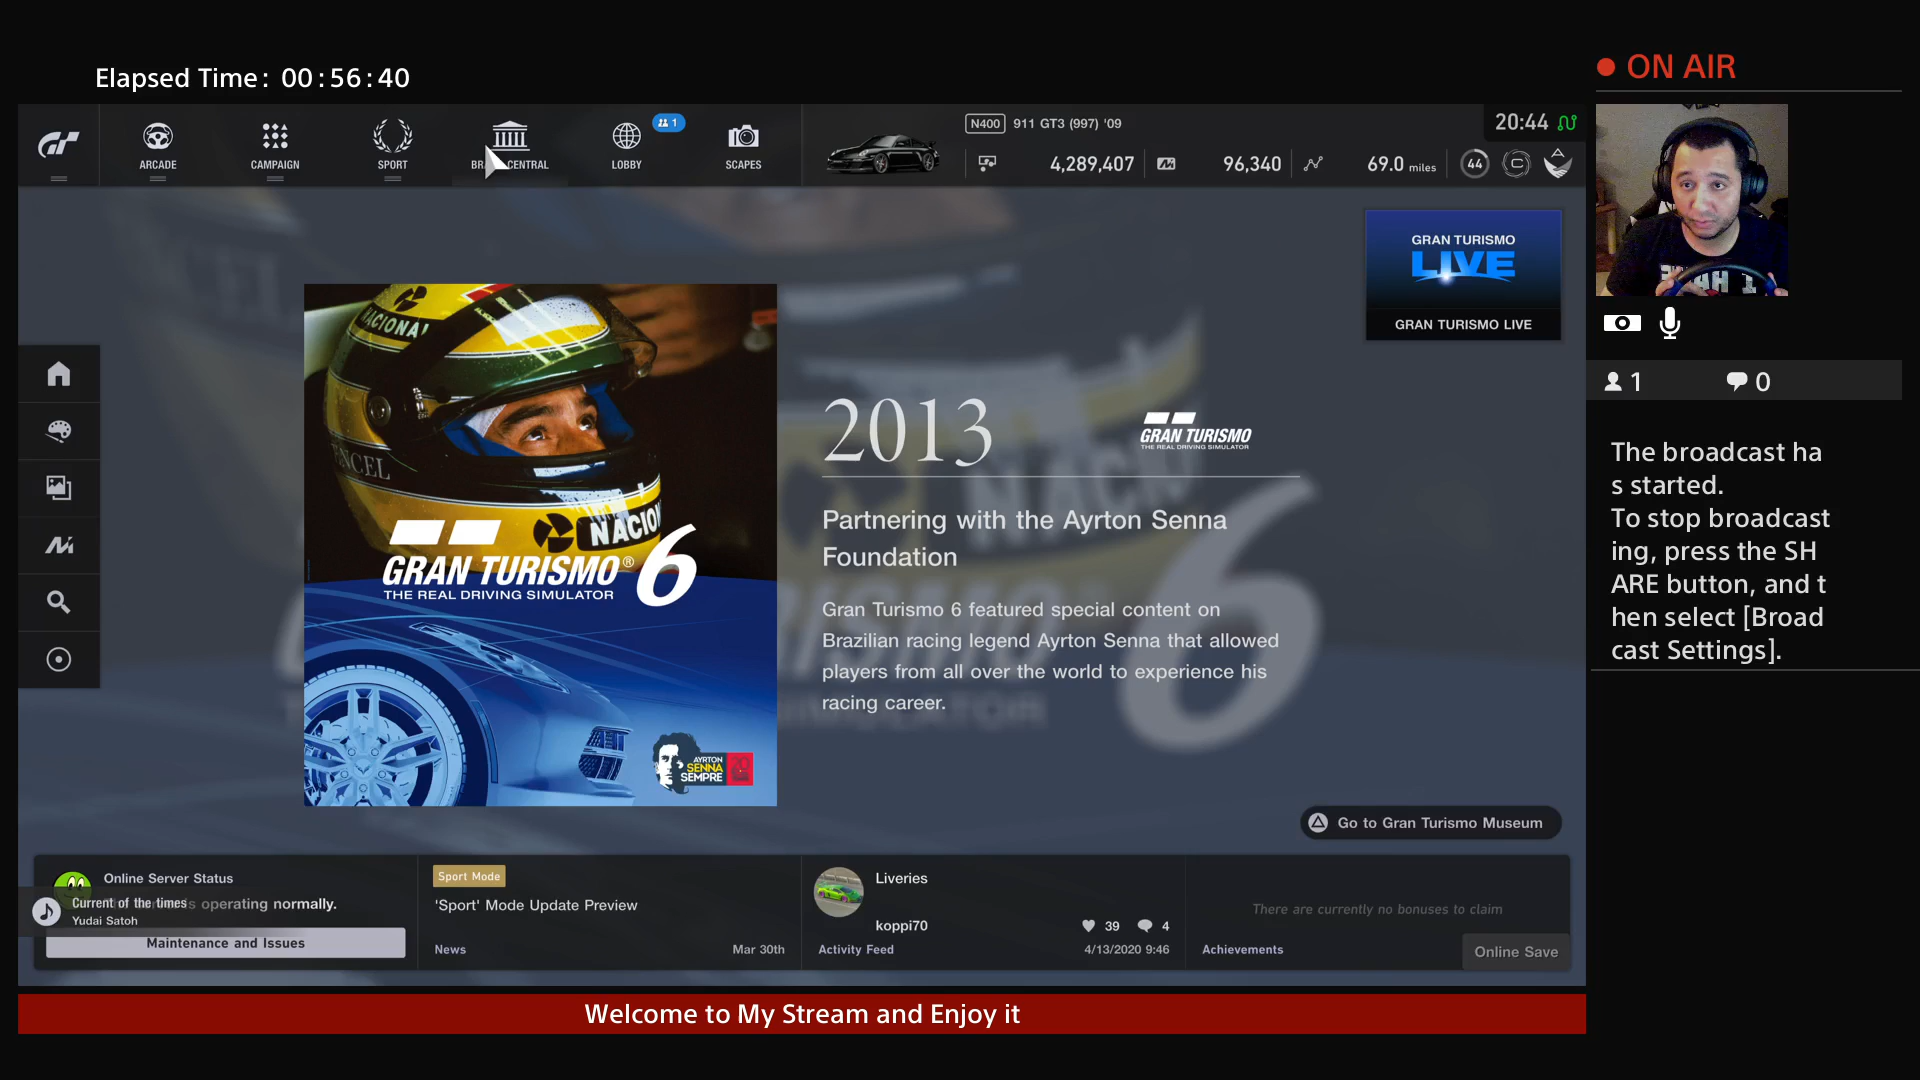 Elapsed Time: 00:56:40
ON AIR
ARCADE
CAMPAIGN
SPORT
LOBBY
1
SCAPES
N400
911 GT3 (997) '09
4,289,407
96,340
69.0 miles
44
C
20:44
GRAN TURISMO
LIVE
GRAN TURISMO LIVE
NACIONAL
NACIO
GRAN TURISMO® 6
THE REAL DRIVING SIMULATOR
AYRTON
SENNA
SEMPRE
20
2013
GRAN TURISMO
THE REAL DRIVING SIMULATOR
Partnering with the Ayrton Senna
Foundation
Gran Turismo 6 featured special content on
Brazilian racing legend Ayrton Senna that allowed
players from all over the world to experience his
racing career.
Go to Gran Turismo Museum
1
0
The broadcast ha
s started.
To stop broadcast
ing, press the SH
ARE button, and t
hen select [Broad
cast Settings].
Online Server Status
is operating normally.
Current of the times
Yudai Satoh
Maintenance and Issues
Sport Mode
'Sport' Mode Update Preview
News
Mar 30th
Liveries
koppi70
39
4
Activity Feed
4/13/2020 9:46
There are currently no bonuses to claim
Achievements
Online Save
Welcome to My Stream and Enjoy it